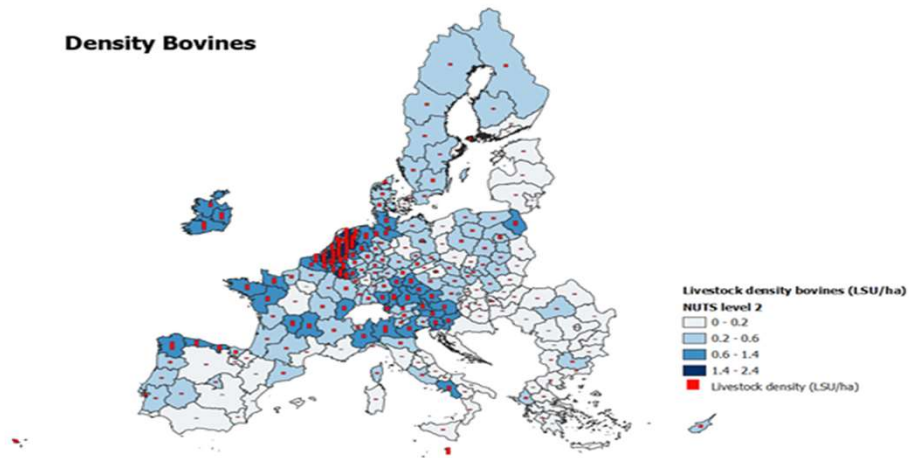 Density Bovines
Livestock density bovines (LSU/ha)
NUTS level 2
0 - 0.2
0.2 - 0.6
0.6 - 1.4
1.4 - 2.4
Livestock density (LSU/ha)